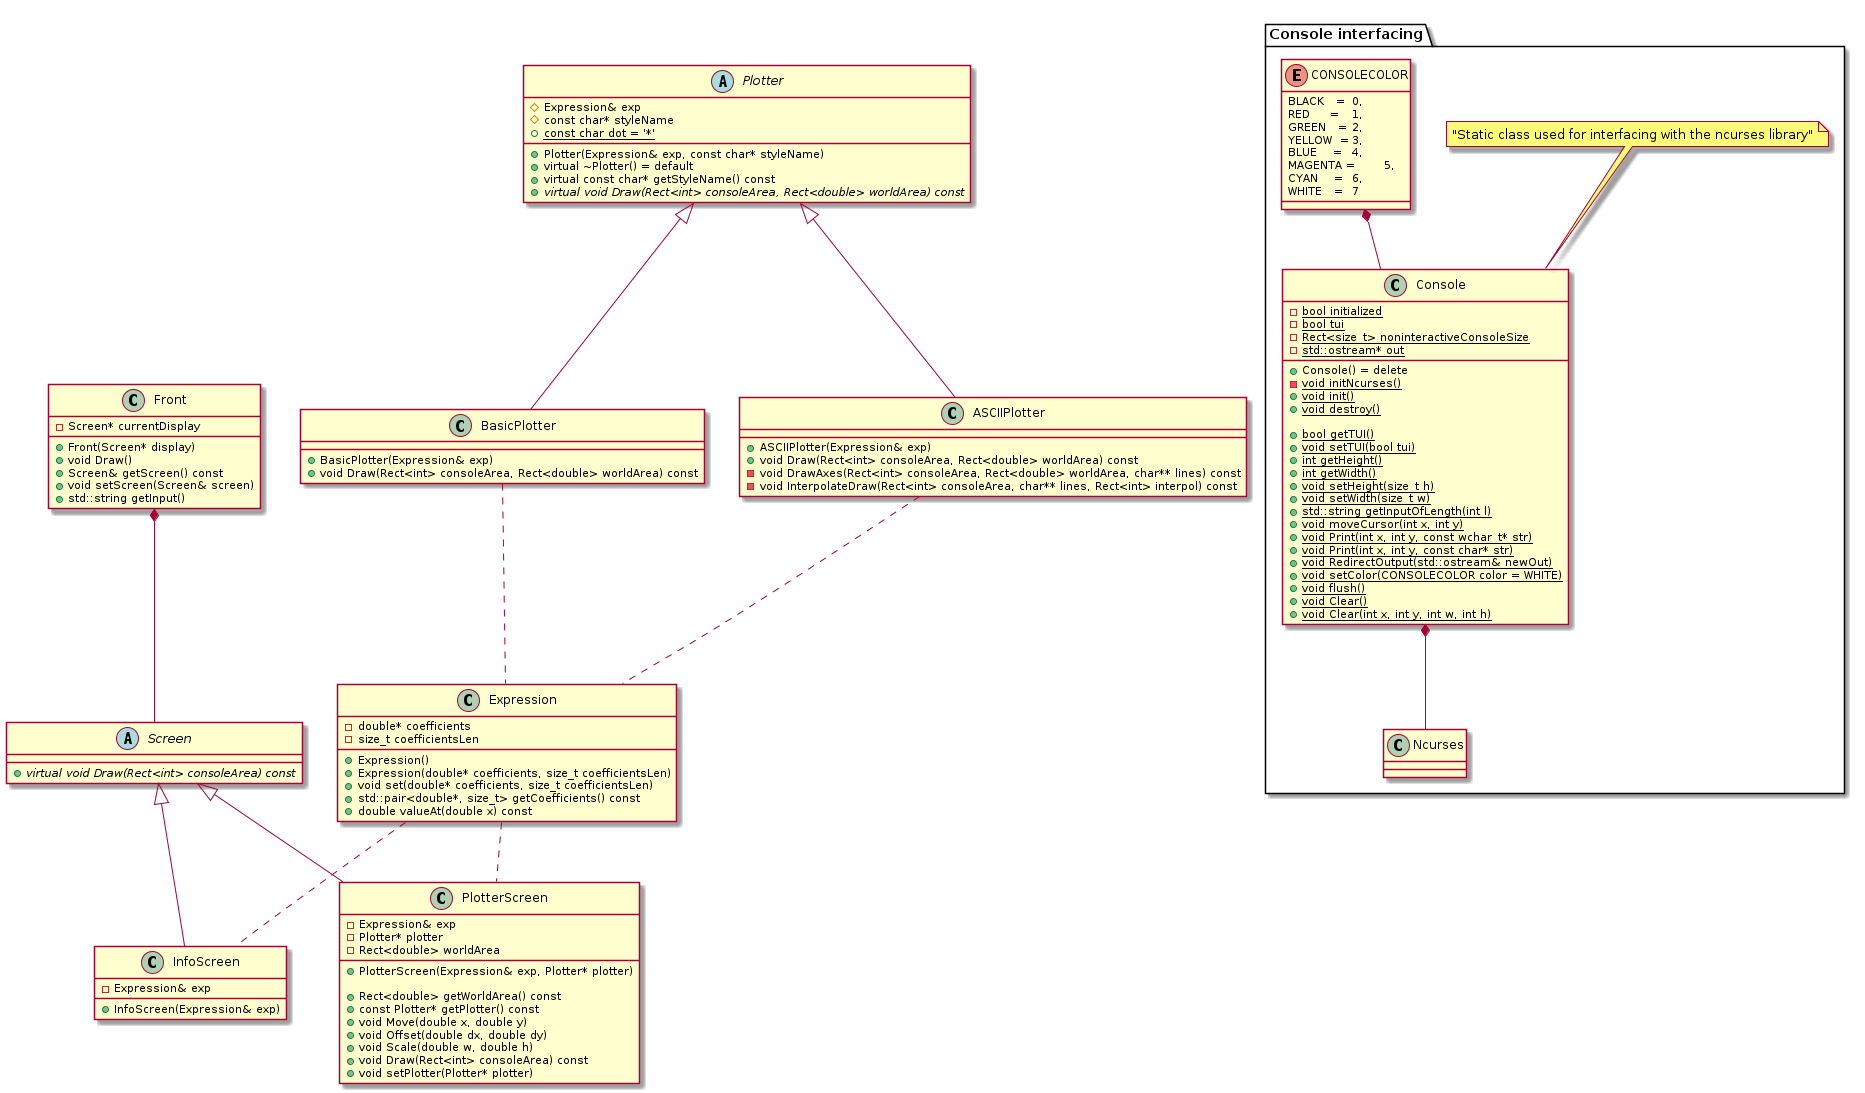 Console interfacing
E CONSOLECOLOR
BLACK = 0,
RED = 1,
GREEN = 2,
YELLOW = 3,
BLUE = 4,
MAGENTA = 5,
CYAN = 6,
WHITE = 7
"Static class used for interfacing with the ncurses library"
A Plotter
Expression& exp
const char* styleName
const char dot = '*'
Plotter(Expression& exp, const char* styleName)
virtual ~Plotter() = default
virtual const char* getStyleName() const
virtual void Draw(Rect<int> consoleArea, Rect<double> worldArea) const
C Console
bool initialized
bool tui
Rect<size_t> noninteractiveConsoleSize
std::ostream* out
Console() = delete
void initNcurses()
void init()
void destroy()
bool getTUI()
void setTUI(bool tui)
int getHeight()
int getWidth()
void setHeight(size_t h)
void setWidth(size_t w)
std::string getInputOfLength(int l)
void moveCursor(int x, int y)
void Print(int x, int y, const wchar_t* str)
void Print(int x, int y, const char* str)
void RedirectOutput(std::ostream& newOut)
void setColor(CONSOLECOLOR color = WHITE)
void flush()
void Clear()
void Clear(int x, int y, int w, int h)
C Front
Screen* currentDisplay
Front(Screen* display)
void Draw()
Screen& getScreen() const
void setScreen(Screen& screen)
std::string getInput()
C BasicPlotter
BasicPlotter(Expression& exp)
void Draw(Rect<int> consoleArea, Rect<double> worldArea) const
C ASCIIPlotter
ASCIIPlotter(Expression& exp)
void Draw(Rect<int> consoleArea, Rect<double> worldArea) const
void DrawAxes(Rect<int> consoleArea, Rect<double> worldArea, char** lines) const
void InterpolateDraw(Rect<int> consoleArea, char** lines, Rect<int> interpol) const
C Expression
double* coefficients
size_t coefficientsLen
Expression()
Expression(double* coefficients, size_t coefficientsLen)
void set(double* coefficients, size_t coefficientsLen)
std::pair<double*, size_t> getCoefficients() const
double valueAt(double x) const
A Screen
virtual void Draw(Rect<int> consoleArea) const
C Ncurses
C PlotterScreen
Expression& exp
Plotter* plotter
Rect<double> worldArea
PlotterScreen(Expression& exp, Plotter* plotter)
Rect<double> getWorldArea() const
const Plotter* getPlotter() const
void Move(double x, double y)
void Offset(double dx, double dy)
void Scale(double w, double h)
void Draw(Rect<int> consoleArea) const
void setPlotter(Plotter* plotter)
C InfoScreen
Expression& exp
InfoScreen(Expression& exp)